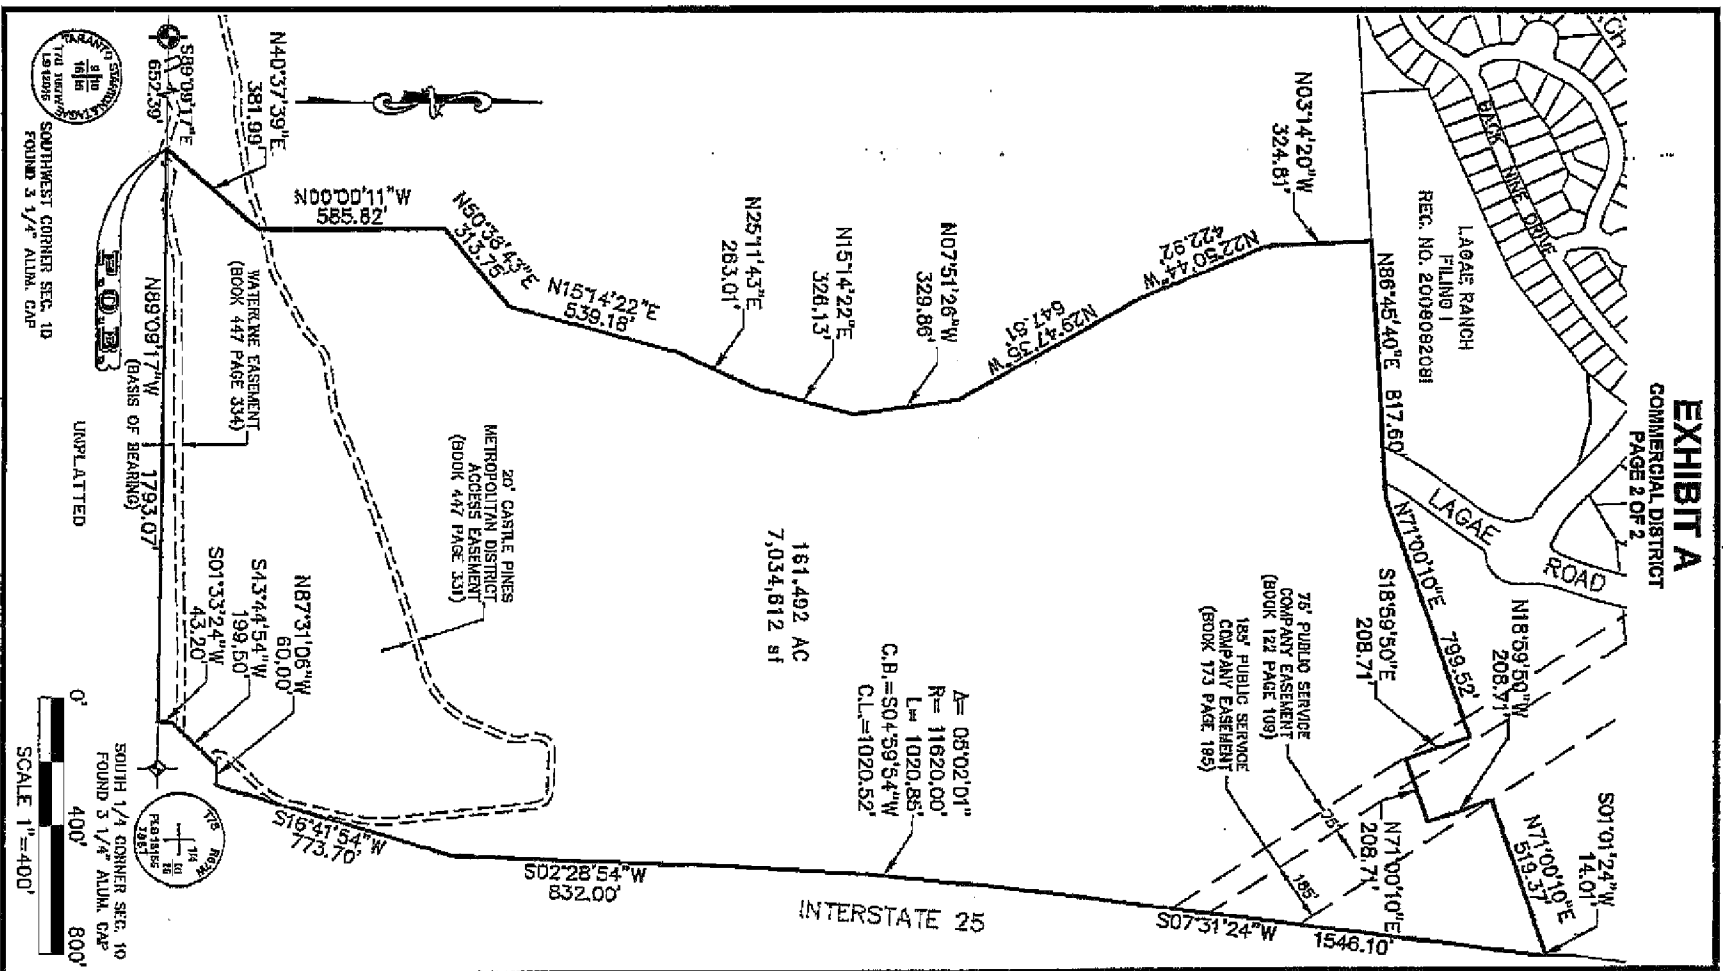 EXHIBIT A
COMMERCIAL DISTRICT
PAGE 2 OF 2
BACK NINE DRIVE
LAGAE RANCH
FILING 1
REC. NO. 2008082081
LAGAE ROAD
N03°14'20"W
324.61'
N86°45'40"E 817.60'
N71°00'10"E 799.52'
S18°59'50"E
208.71'
N18°59'50"W
208.71'
N71°00'10"E
208.71'
N71°00'10"E
519.37'
S01°01'24"W
14.01'
75' PUBLIC SERVICE
COMPANY EASEMENT
(BOOK 122 PAGE 109)
185' PUBLIC SERVICE
COMPANY EASEMENT
(BOOK 173 PAGE 195)
75'
185'
N22°50'44"W
422.92'
N29°47'35"W
647.81'
N07°51'26"W
329.86'
N15°14'22"E
326.13'
N25°11'43"E
263.01'
N15°14'22"E
539.18'
N50°38'43"E
313.75'
N00°00'11"W
585.82'
N40°37'39"E
381.99'
S89°09'17"E
652.39'
161.492 AC
7,034,612 sf
Δ= 05°02'01"
R= 11620.00'
L= 1020.85'
C.B.=S04°59'54"W
C.L.=1020.52'
S07°31'24"W
1546.10'
INTERSTATE 25
S02°28'54"W
832.00'
S16°41'54"W
773.70'
20' CASTLE PINES
METROPOLITAN DISTRICT
ACCESS EASEMENT
(BOOK 447 PAGE 331)
WATERLINE EASEMENT
(BOOK 447 PAGE 334)
N87°31'06"W
60.00'
S43°44'54"W
199.50'
S01°33'24"W
43.20'
P.O.B.
N89°09'17"W 1793.07'
(BASIS OF BEARING)
UNPLATTED
SOUTHWEST CORNER SEC. 10
FOUND 3 1/4" ALUM. CAP
SOUTH 1/4 CORNER SEC. 10
FOUND 3 1/4" ALUM. CAP
T7S R67W
1/4
0' 400' 800'
SCALE 1"=400'